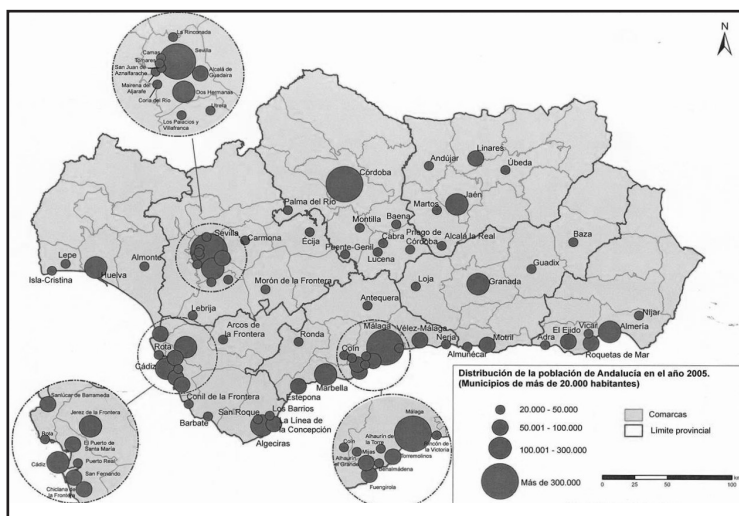 La Rinconada
Camas
Sevilla
Tomares
San Juan de
Aznalfarache
Alcalá de
Guadaira
Mairena del
Aljarafe
Dos Hermanas
Coria del Río
Utrera
Los Palacios y
Villafranca
N
Córdoba
Andújar
Linares
Úbeda
Martos
Jaén
Palma del Río
Montilla
Baena
Cabra
Priego de
Córdoba
Alcalá la Real
Puente-Genil
Lucena
Écija
Sevilla
Carmona
Lepe
Isla-Cristina
Huelva
Almonte
Morón de la Frontera
Lebrija
Arcos de
la Frontera
Rota
Cádiz
Conil de la Frontera
Barbate
San Roque
Los Barrios
La Línea de
la Concepción
Algeciras
Ronda
Antequera
Estepona
Marbella
Coín
Málaga
Vélez-Málaga
Nerja
Almuñécar
Motril
Loja
Granada
Guadix
Baza
Adra
El Ejido
Vícar
Roquetas de Mar
Almería
Níjar
Sanlúcar de Barrameda
Jerez de la Frontera
Rota
El Puerto de
Santa María
Cádiz
Puerto Real
San Fernando
Chiclana de
la Frontera
Málaga
Alhaurín
de la Torre
Coín
Mijas
Rincón de
la Victoria
Torremolinos
Alhaurín
el Grande
Benalmádena
Fuengirola
Distribución de la población de Andalucía en el año 2005.
(Municipios de más de 20.000 habitantes)
20.000 - 50.000
50.001 - 100.000
100.001 - 300.000
Más de 300.000
Comarcas
Límite provincial
0 25 50 100
km